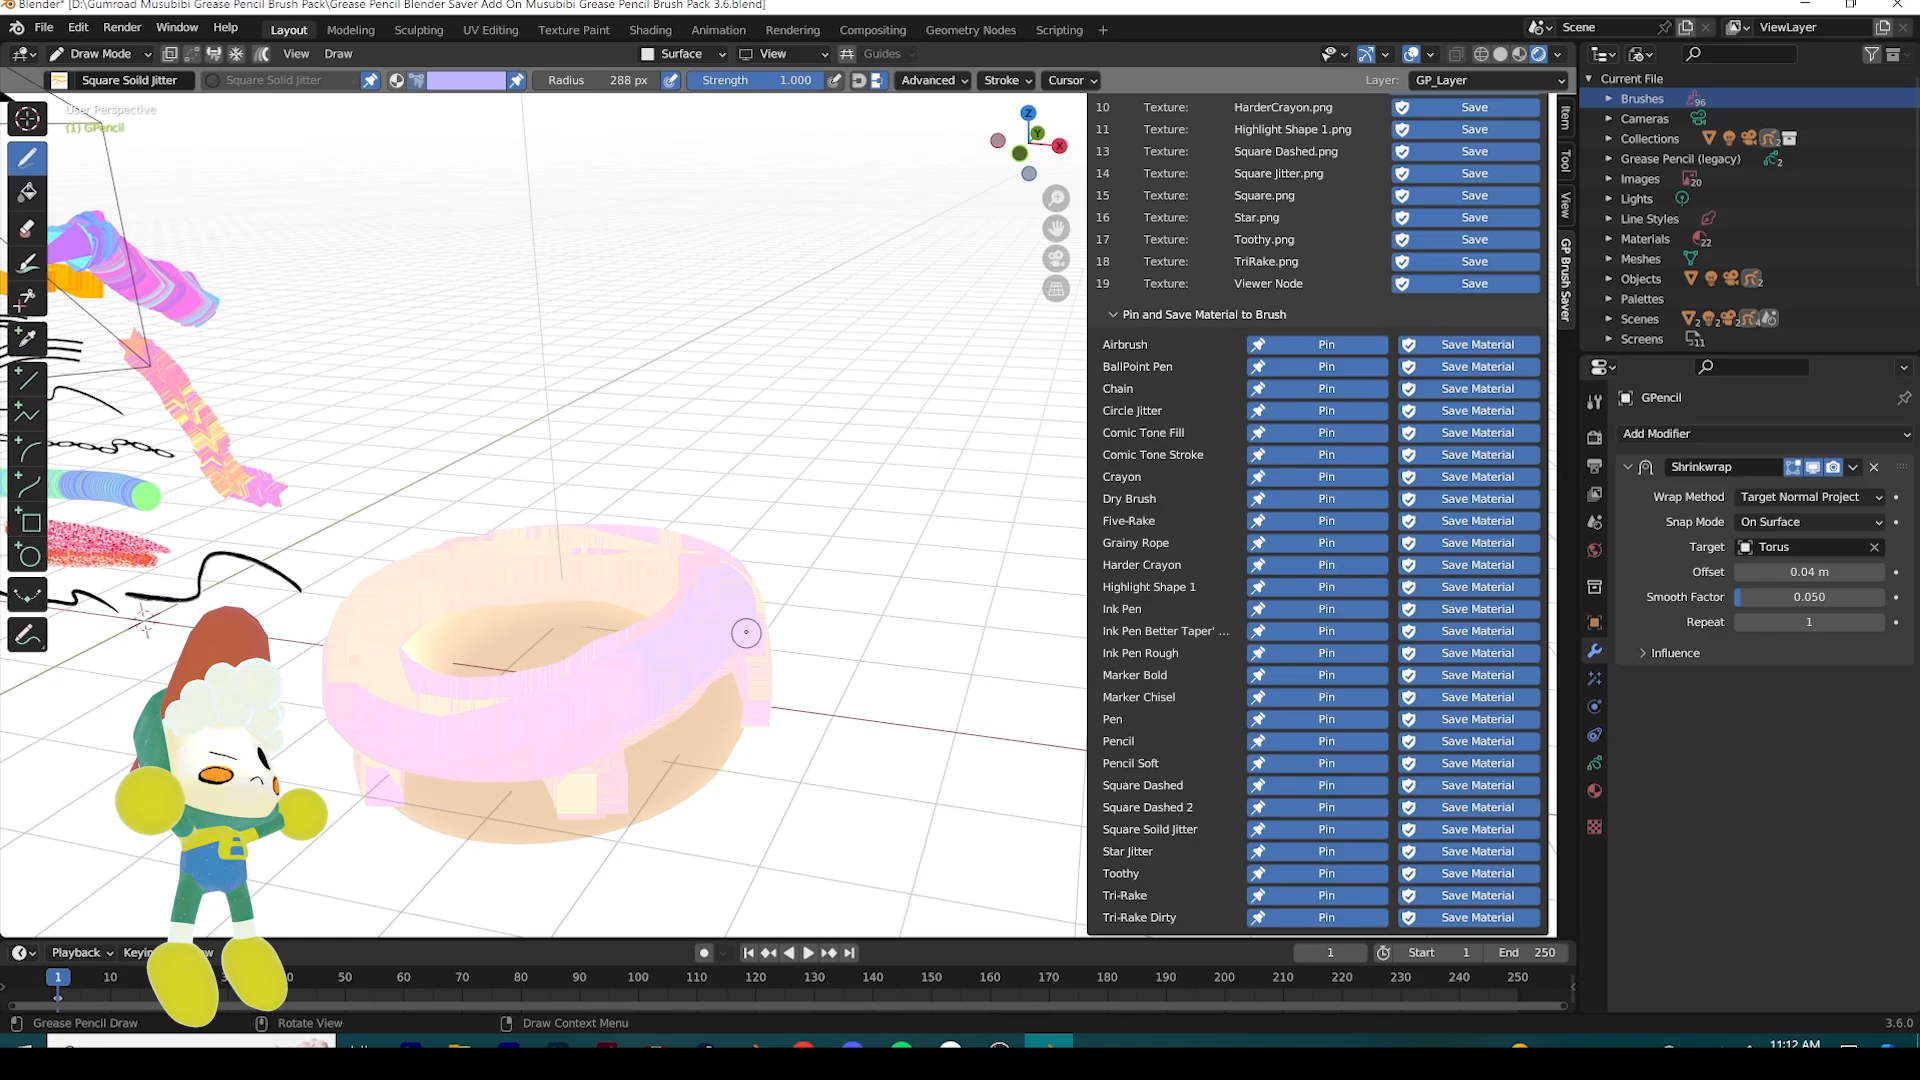 Blender* [D:\Gumroad Musubibi Grease Pencil Brush Pack\Grease Pencil Blender Saver Add On Musubibi Grease Pencil Brush Pack 3.6.blend]
File Edit Render Window Help Layout Modeling Sculpting UV Editing Texture Paint Shading Animation Rendering Compositing Geometry Nodes Scripting + Scene ViewLayer
Draw Mode View Draw Surface View Guides
Square Soild Jitter Square Solid Jitter Radius 288 px Strength 1.000 Advanced Stroke Cursor Layer: GP_Layer
User Perspective
(1) GPencil
Z
Y
X
10 Texture: HarderCrayon.png Save
11 Texture: Highlight Shape 1.png Save
13 Texture: Square Dashed.png Save
14 Texture: Square Jitter.png Save
15 Texture: Square.png Save
16 Texture: Star.png Save
17 Texture: Toothy.png Save
18 Texture: TriRake.png Save
19 Texture: Viewer Node Save
Pin and Save Material to Brush
Airbrush Pin Save Material
BallPoint Pen Pin Save Material
Chain Pin Save Material
Circle Jitter Pin Save Material
Comic Tone Fill Pin Save Material
Comic Tone Stroke Pin Save Material
Crayon Pin Save Material
Dry Brush Pin Save Material
Five-Rake Pin Save Material
Grainy Rope Pin Save Material
Harder Crayon Pin Save Material
Highlight Shape 1 Pin Save Material
Ink Pen Pin Save Material
Ink Pen Better Taper' ... Pin Save Material
Ink Pen Rough Pin Save Material
Marker Bold Pin Save Material
Marker Chisel Pin Save Material
Pen Pin Save Material
Pencil Pin Save Material
Pencil Soft Pin Save Material
Square Dashed Pin Save Material
Square Dashed 2 Pin Save Material
Square Soild Jitter Pin Save Material
Star Jitter Pin Save Material
Toothy Pin Save Material
Tri-Rake Pin Save Material
Tri-Rake Dirty Pin Save Material
Item
Tool
View
GP Brush Saver
Current File
Brushes 96
Cameras
Collections 2
Grease Pencil (legacy) 2
Images 20
Lights
Line Styles
Materials 22
Meshes
Objects 2
Palettes
Scenes 2 2 2 4
Screens 11
GPencil
Add Modifier
Shrinkwrap
Wrap Method Target Normal Project
Snap Mode On Surface
Target Torus
Offset 0.04 m
Smooth Factor 0.050
Repeat 1
Influence
Playback 1 Start 1 End 250
1 10 50 60 70 80 90 100 110 120 130 140 150 160 170 180 190 200 210 220 230 240 250
Grease Pencil Draw Rotate View Draw Context Menu 3.6.0
11:12 AM